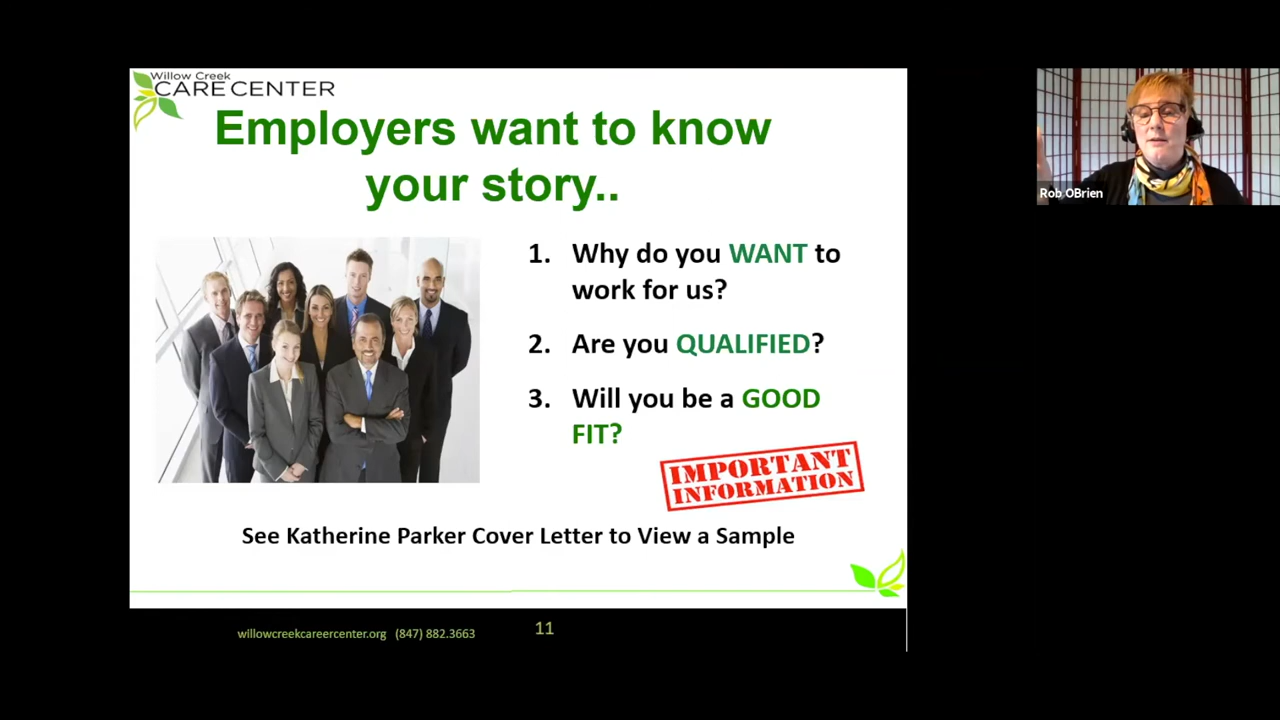 Willow Creek
CARE CENTER
Employers want to know
your story..
1. Why do you WANT to
work for us?
2. Are you QUALIFIED?
3. Will you be a GOOD
FIT?
IMPORTANT
INFORMATION
See Katherine Parker Cover Letter to View a Sample
willowcreekcareercenter.org (847) 882.3663
11
Rob OBrien